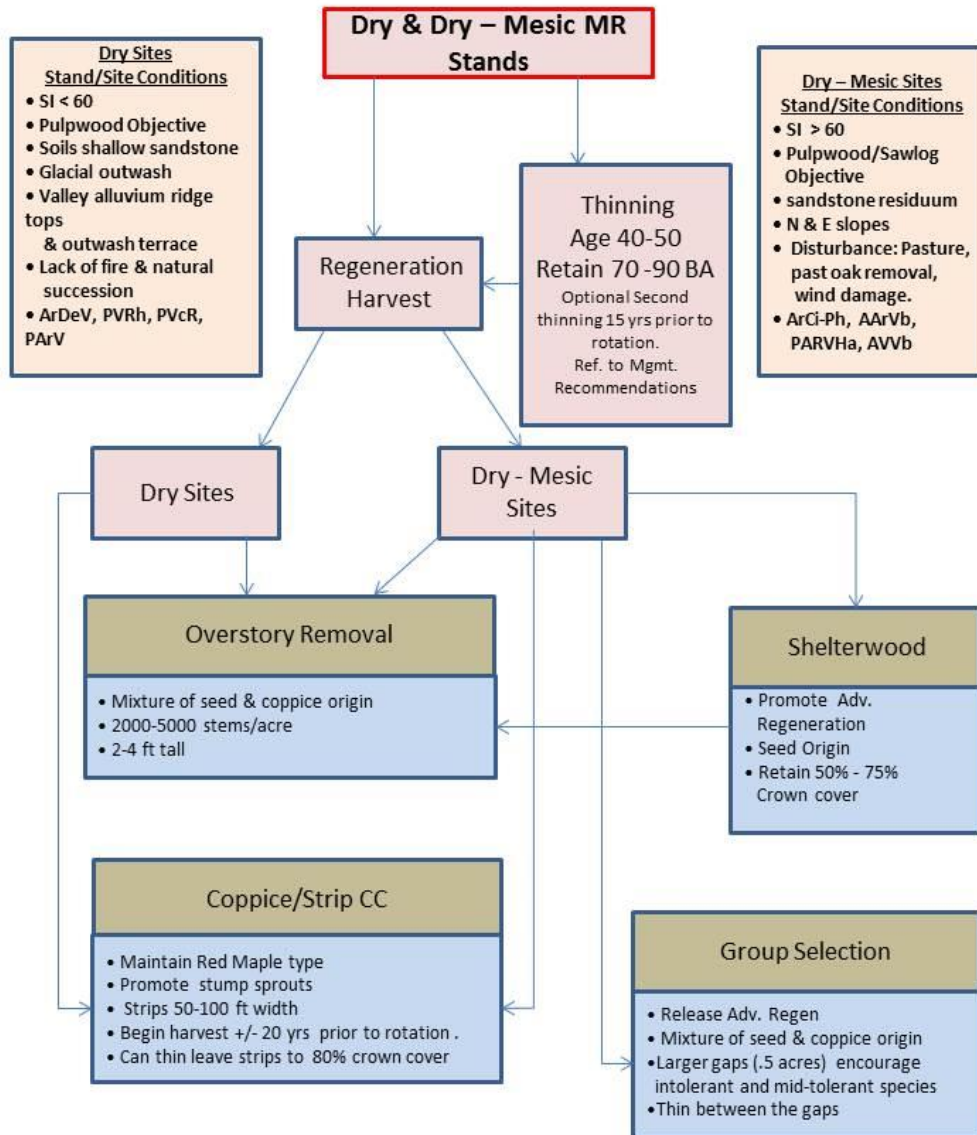 Dry & Dry – Mesic MR
Stands
Dry Sites
Stand/Site Conditions
• SI < 60
• Pulpwood Objective
• Soils shallow sandstone
• Glacial outwash
• Valley alluvium ridge
tops
& outwash terrace
• Lack of fire & natural
succession
• ArDeV, PVRh, PVcR,
PArV
Dry – Mesic Sites
Stand/Site Conditions
• SI > 60
• Pulpwood/Sawlog
Objective
• sandstone residuum
• N & E slopes
• Disturbance: Pasture,
past oak removal,
wind damage.
• ArCi-Ph, AArVb,
PARVHa, AVVb
Thinning
Age 40-50
Retain 70 -90 BA
Optional Second
thinning 15 yrs prior to
rotation.
Ref. to Mgmt.
Recommendations
Regeneration
Harvest
Dry Sites
Dry - Mesic
Sites
Overstory Removal
• Mixture of seed & coppice origin
• 2000-5000 stems/acre
• 2-4 ft tall
Shelterwood
• Promote Adv.
Regeneration
• Seed Origin
• Retain 50% - 75%
Crown cover
Coppice/Strip CC
• Maintain Red Maple type
• Promote stump sprouts
• Strips 50-100 ft width
• Begin harvest +/- 20 yrs prior to rotation .
• Can thin leave strips to 80% crown cover
Group Selection
• Release Adv. Regen
• Mixture of seed & coppice origin
•Larger gaps (.5 acres) encourage
intolerant and mid-tolerant species
•Thin between the gaps